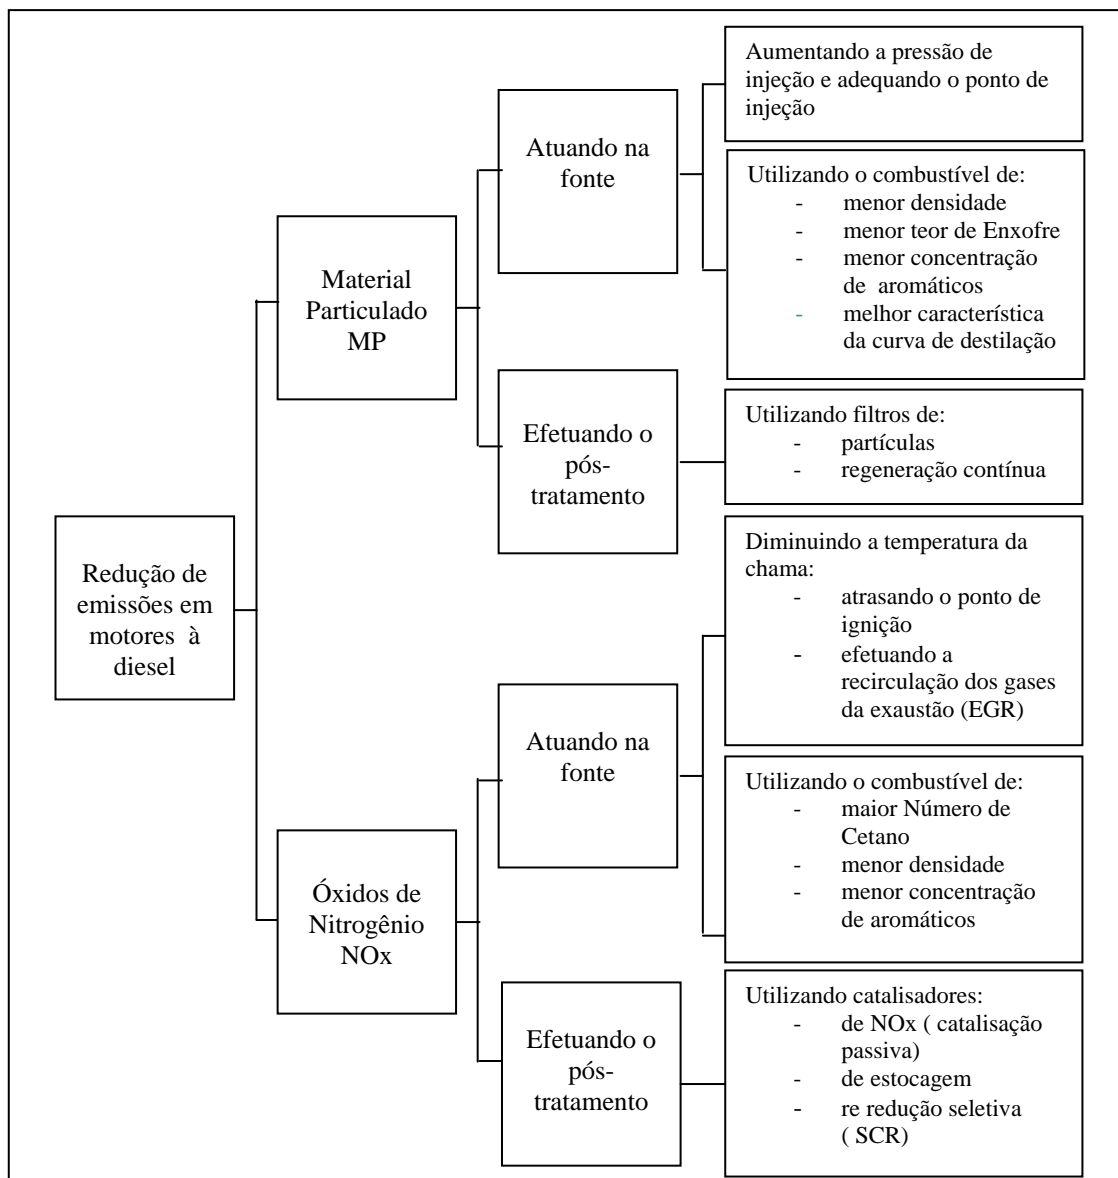 Redução de
emissões em
motores à
diesel
Material
Particulado
MP
Atuando na
fonte
Aumentando a pressão de
injeção e adequando o ponto de
injeção
Utilizando o combustível de:
- menor densidade
- menor teor de Enxofre
- menor concentração
de aromáticos
- melhor característica
da curva de destilação
Efetuando o
pós-
tratamento
Utilizando filtros de:
- partículas
- regeneração contínua
Óxidos de
Nitrogênio
NOx
Atuando na
fonte
Diminuindo a temperatura da
chama:
- atrasando o ponto de
ignição
- efetuando a
recirculação dos gases
da exaustão (EGR)
Utilizando o combustível de:
- maior Número de
Cetano
- menor densidade
- menor concentração
de aromáticos
Efetuando o
pós-
tratamento
Utilizando catalisadores:
- de NOx ( catalisação
passiva)
- de estocagem
- re redução seletiva
( SCR)